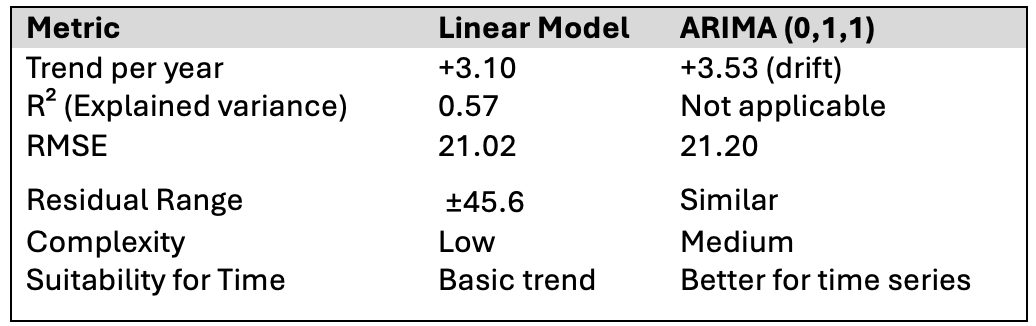 Metric Linear Model ARIMA (0,1,1)
Trend per year +3.10 +3.53 (drift)
R² (Explained variance) 0.57 Not applicable
RMSE 21.02 21.20
Residual Range ±45.6 Similar
Complexity Low Medium
Suitability for Time Basic trend Better for time series